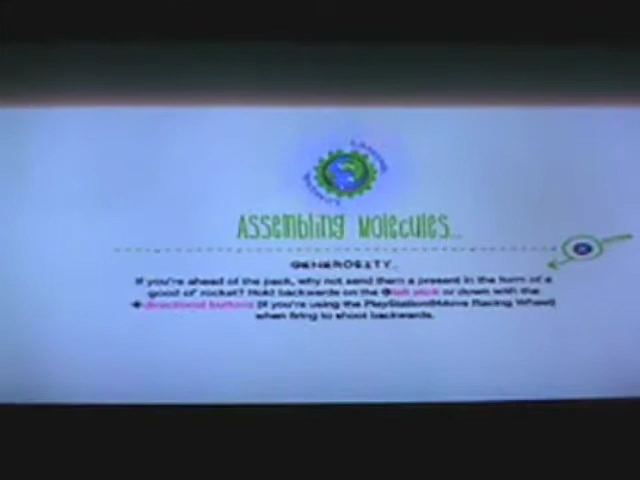 Assembling Molecules...
GENEROSITY...
If you're ahead of the pack, why not send them a present in the form of a
good ol' rocket? Hold backwards on the left stick or down with the
directional buttons (if you're using the PlayStation®Move Racing Wheel)
when firing to shoot backwards.